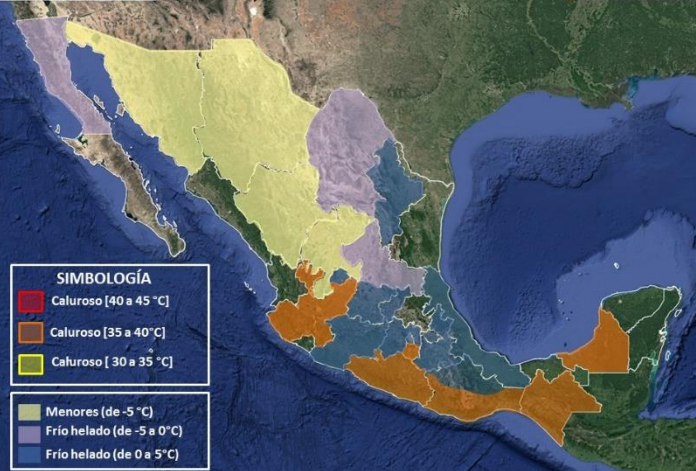 SIMBOLOGÍA
Caluroso [40 a 45 °C]
Caluroso [35 a 40°C]
Caluroso [ 30 a 35 °C]
Menores (de -5 °C)
Frío helado (de -5 a 0°C)
Frío helado (de 0 a 5°C)